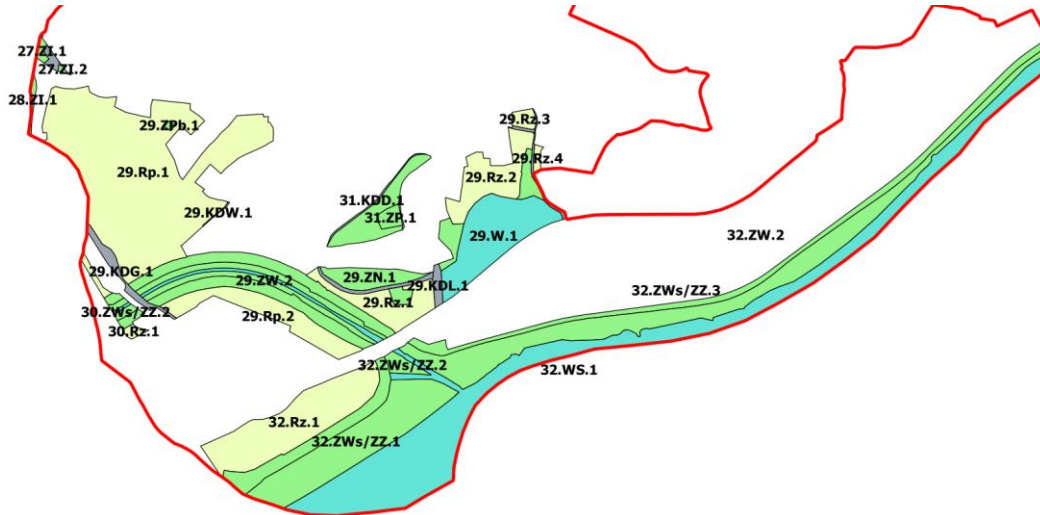 27.ZI.1
27.ZI.2
28.ZI.1
29.ZPb.1
29.Rz.3
29.Rz.4
29.Rp.1
29.Rz.2
31.KDD.1
31.ZP.1
29.KDW.1
29.W.1
32.ZW.2
29.KDG.1
29.ZW.2
29.ZN.1
29.KDL.1
32.ZWs/ZZ.3
29.Rz.1
30.ZWs/ZZ.2
29.Rp.2
30.Rz.1
32.ZWs/ZZ.2
32.WS.1
32.Rz.1
32.ZWs/ZZ.1